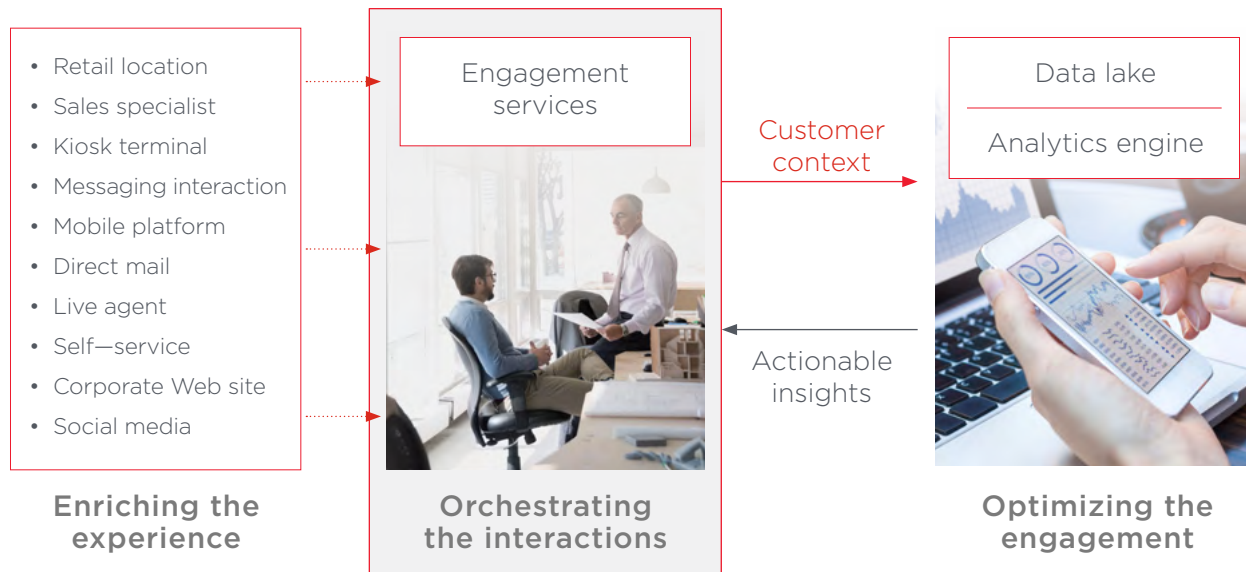 • Retail location
• Sales specialist
• Kiosk terminal
• Messaging interaction
• Mobile platform
• Direct mail
• Live agent
• Self—service
• Corporate Web site
• Social media
Enriching the
experience
Engagement
services
Orchestrating
the interactions
Customer
context
Actionable
insights
Data lake
Analytics engine
Optimizing the
engagement